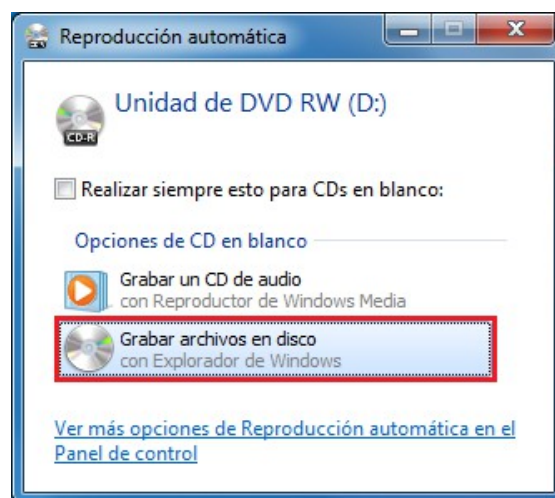 Reproducción automática
Unidad de DVD RW (D:)
CD-R
Realizar siempre esto para CDs en blanco:
Opciones de CD en blanco
Grabar un CD de audio
con Reproductor de Windows Media
Grabar archivos en disco
con Explorador de Windows
Ver más opciones de Reproducción automática en el
Panel de control